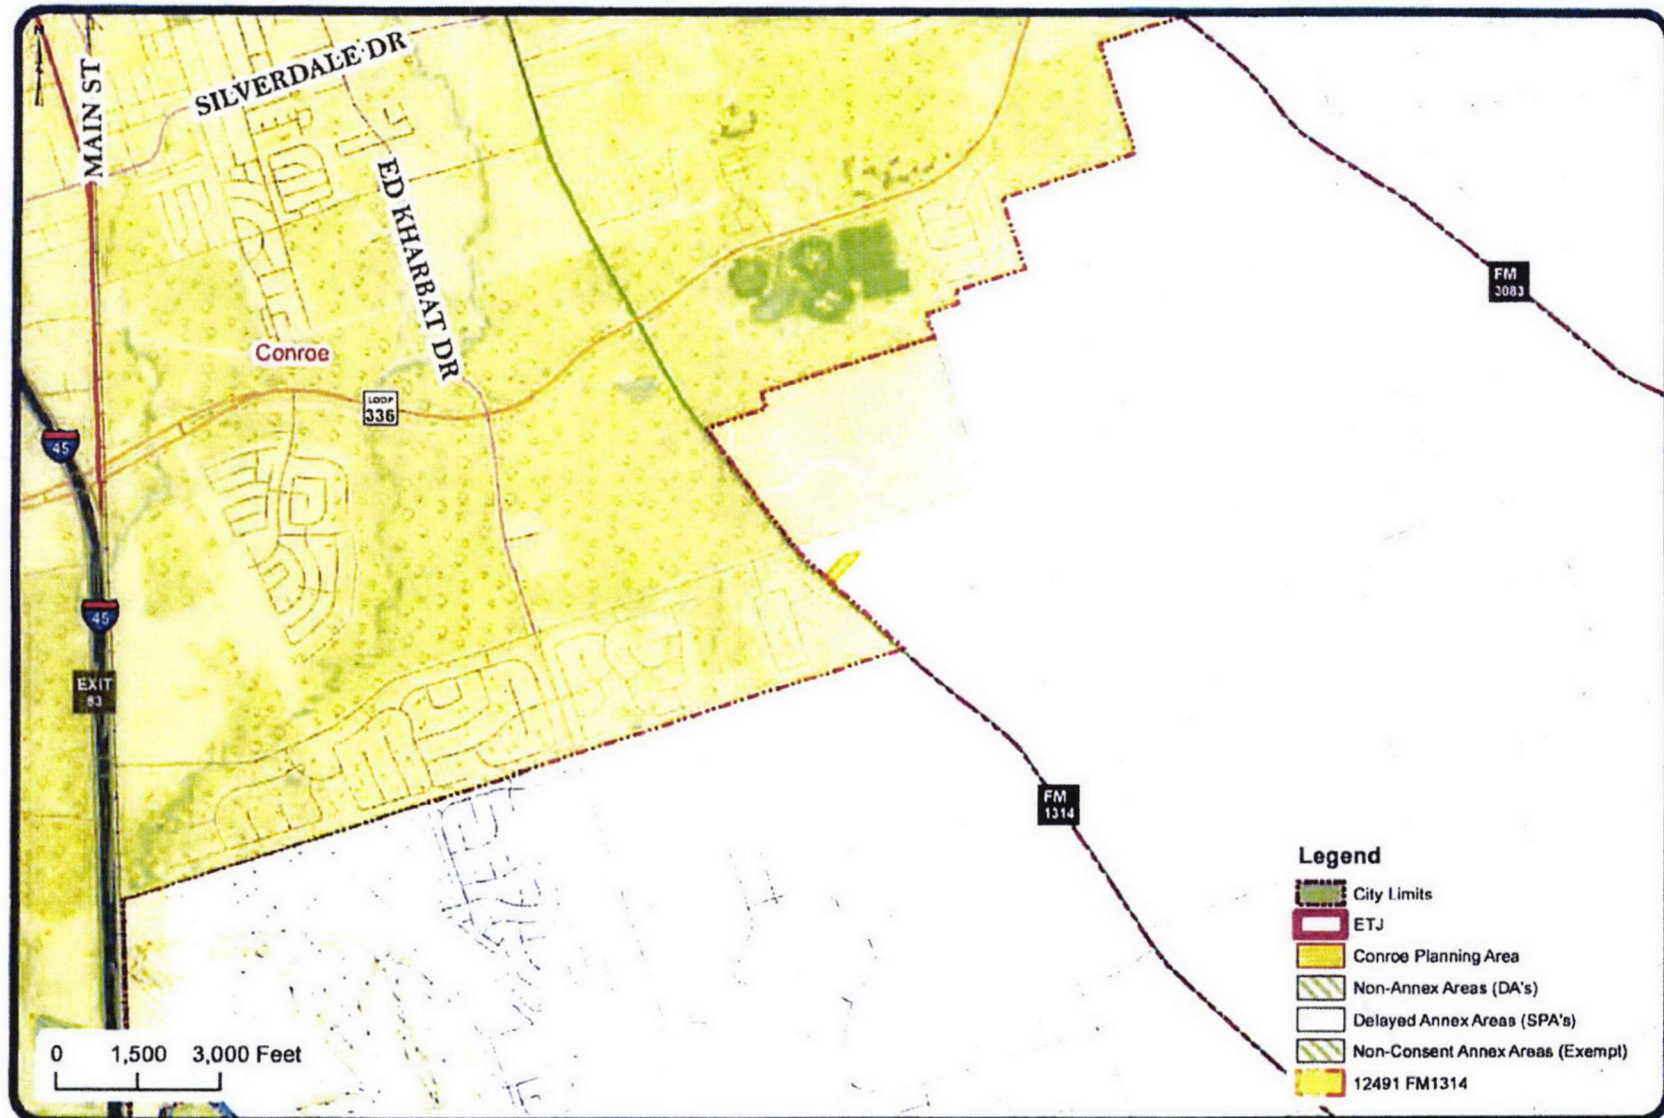 N
MAIN ST
SILVERDALE DR
ED KHARBAT DR
FM
3083
Conroe
LOOP
336
45
45
EXIT
83
FM
1314
Legend
City Limits
ETJ
Conroe Planning Area
Non-Annex Areas (DA's)
Delayed Annex Areas (SPA's)
Non-Consent Annex Areas (Exempt)
12491 FM1314
0 1,500 3,000 Feet